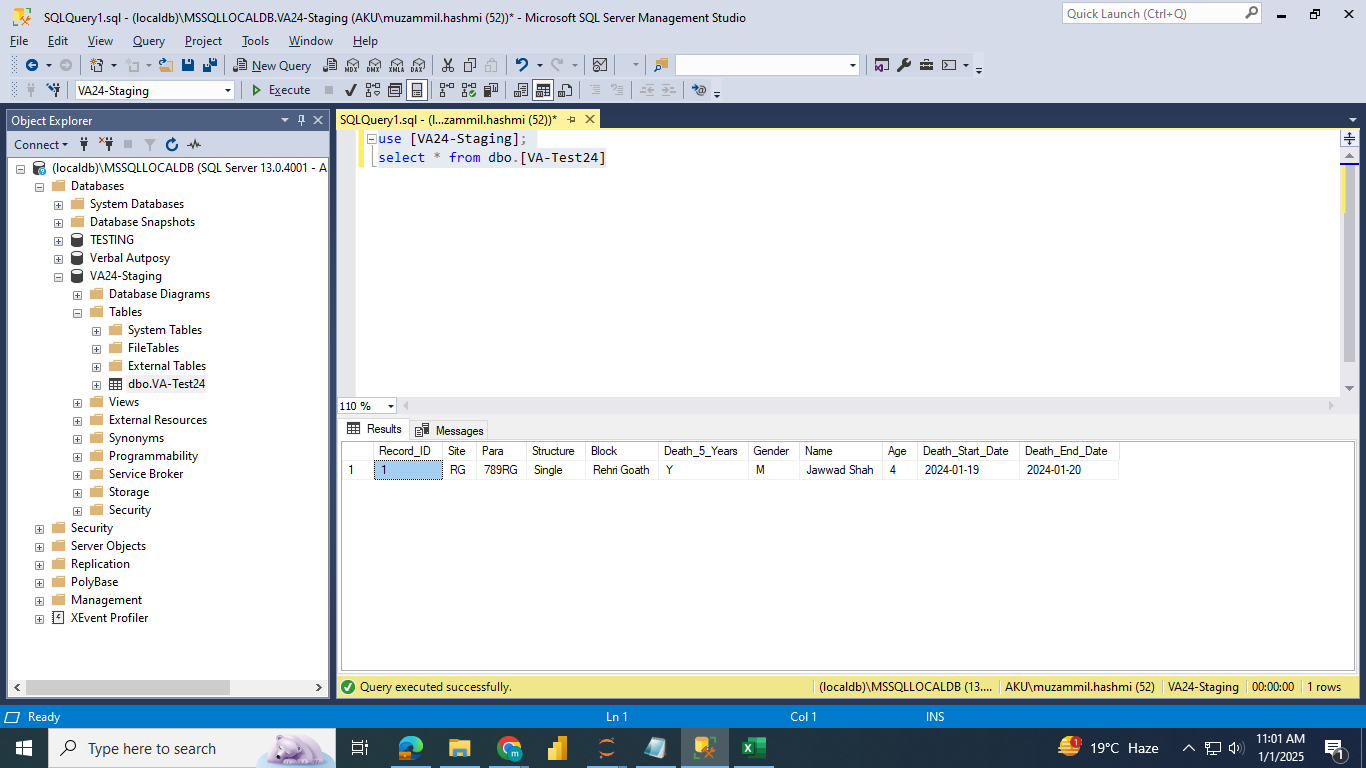 SQLQuery1.sql - (localdb)\MSSQLLOCALDB.VA24-Staging (AKU\muzammil.hashmi (52))* - Microsoft SQL Server Management Studio
Quick Launch (Ctrl+Q)
File Edit View Query Project Tools Window Help
New Query MDX DMX XMLA DAX
VA24-Staging Execute
Object Explorer
Connect
(localdb)\MSSQLLOCALDB (SQL Server 13.0.4001 - A
Databases
System Databases
Database Snapshots
TESTING
Verbal Autposy
VA24-Staging
Database Diagrams
Tables
System Tables
FileTables
External Tables
dbo.VA-Test24
Views
External Resources
Synonyms
Programmability
Service Broker
Storage
Security
Security
Server Objects
Replication
PolyBase
Management
XEvent Profiler
SQLQuery1.sql - (l...zammil.hashmi (52))*
use [VA24-Staging];
select * from dbo.[VA-Test24]
110 %
Results Messages
Record_ID Site Para Structure Block Death_5_Years Gender Name Age Death_Start_Date Death_End_Date
1 1 RG 789RG Single Rehri Goath Y M Jawwad Shah 4 2024-01-19 2024-01-20
Query executed successfully. (localdb)\MSSQLLOCALDB (13.... AKU\muzammil.hashmi (52) VA24-Staging 00:00:00 1 rows
Ready Ln 1 Col 1 INS
Type here to search
1 19°C Haze
11:01 AM
1/1/2025
1